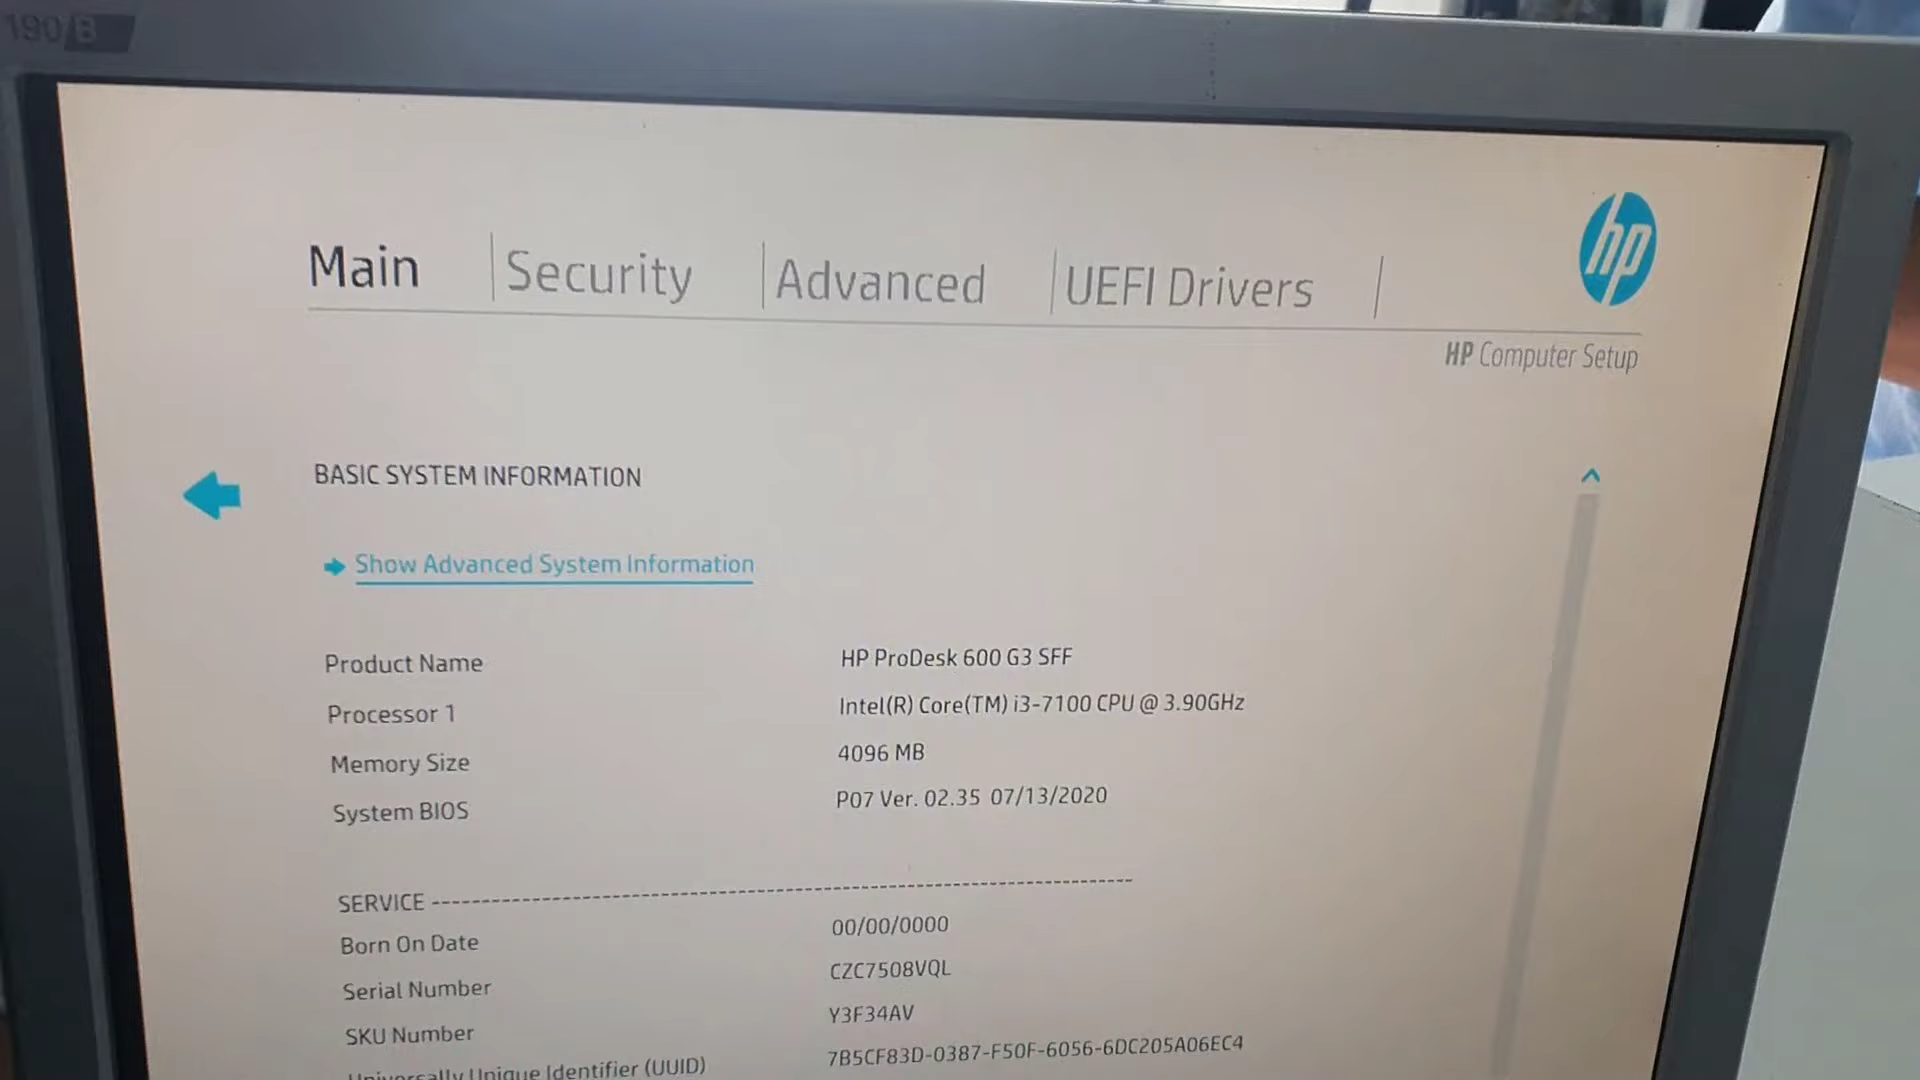 190 B
Main Security Advanced UEFI Drivers
hp
HP Computer Setup
BASIC SYSTEM INFORMATION
Show Advanced System Information
Product Name HP ProDesk 600 G3 SFF
Processor 1 Intel(R) Core(TM) i3-7100 CPU @ 3.90GHz
Memory Size 4096 MB
System BIOS P07 Ver. 02.35 07/13/2020
SERVICE --------------------
Born On Date 00/00/0000
Serial Number CZC7508VQL
SKU Number Y3F34AV
Universally Unique Identifier (UUID) 7B5CF83D-0387-F50F-6056-6DC205A06EC4